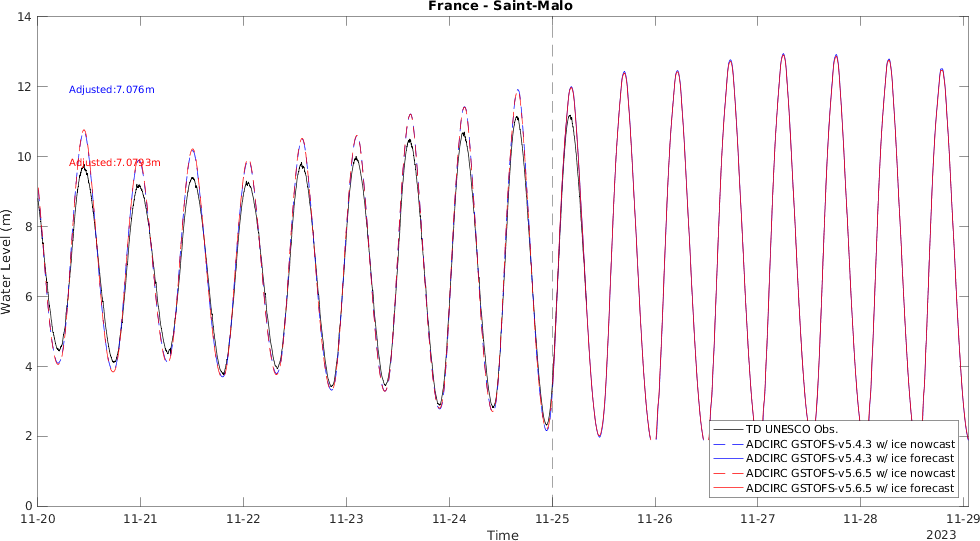 France - Saint-Malo
14
12
10
8
6
4
2
0
Water Level (m)
Adjusted:7.076m
Adjusted:7.0793m
TD UNESCO Obs.
ADCIRC GSTOFS-v5.4.3 w/ ice nowcast
ADCIRC GSTOFS-v5.4.3 w/ ice forecast
ADCIRC GSTOFS-v5.6.5 w/ ice nowcast
ADCIRC GSTOFS-v5.6.5 w/ ice forecast
11-20 11-21 11-22 11-23 11-24 11-25 11-26 11-27 11-28 11-29
Time
2023